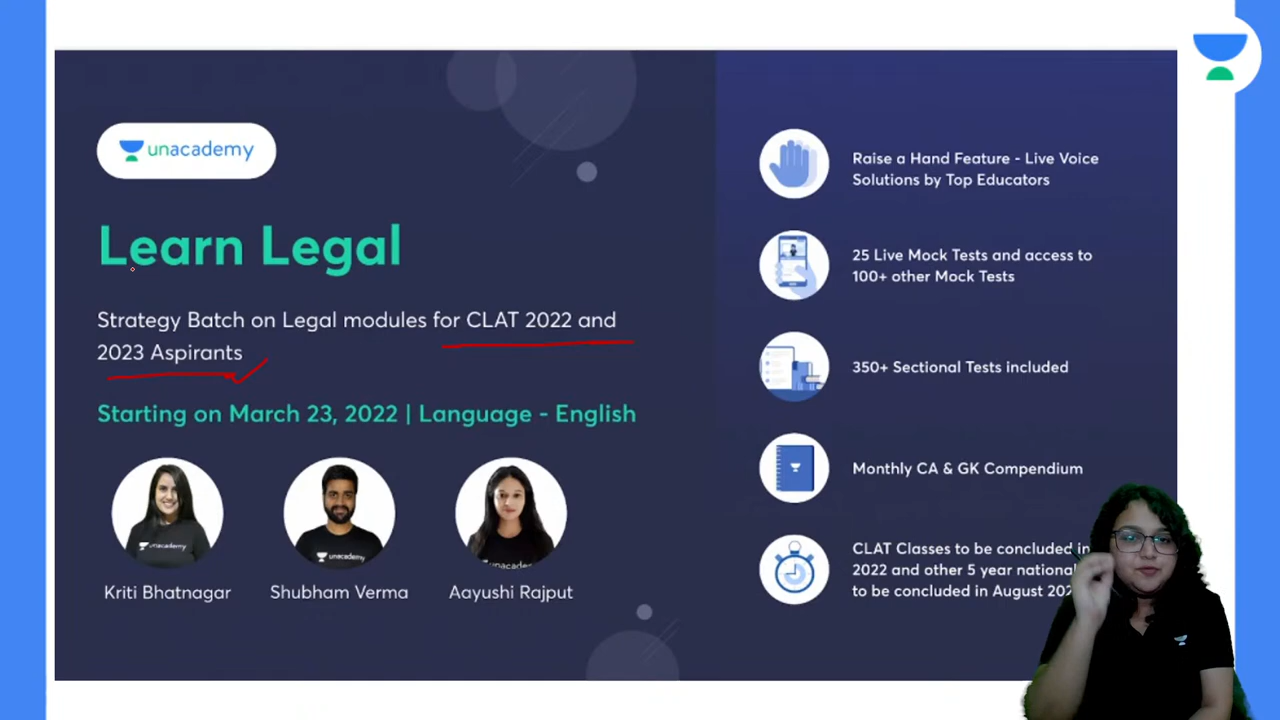 unacademy
Learn Legal
Strategy Batch on Legal modules for CLAT 2022 and
2023 Aspirants
Starting on March 23, 2022 | Language - English
unacademy
unacademy
unacademy
Kriti Bhatnagar
Shubham Verma
Aayushi Rajput
Raise a Hand Feature - Live Voice
Solutions by Top Educators
25 Live Mock Tests and access to
100+ other Mock Tests
350+ Sectional Tests included
Monthly CA & GK Compendium
CLAT Classes to be concluded in
2022 and other 5 year national
to be concluded in August